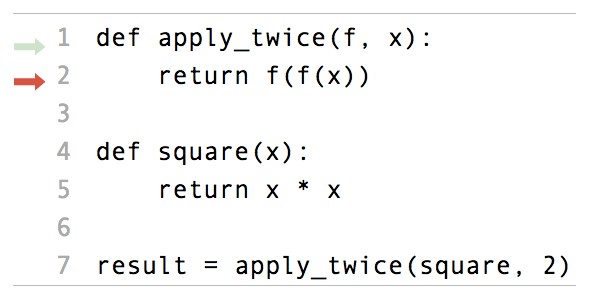 1 def apply_twice(f, x):
2     return f(f(x))
3
4 def square(x):
5     return x * x
6
7 result = apply_twice(square, 2)